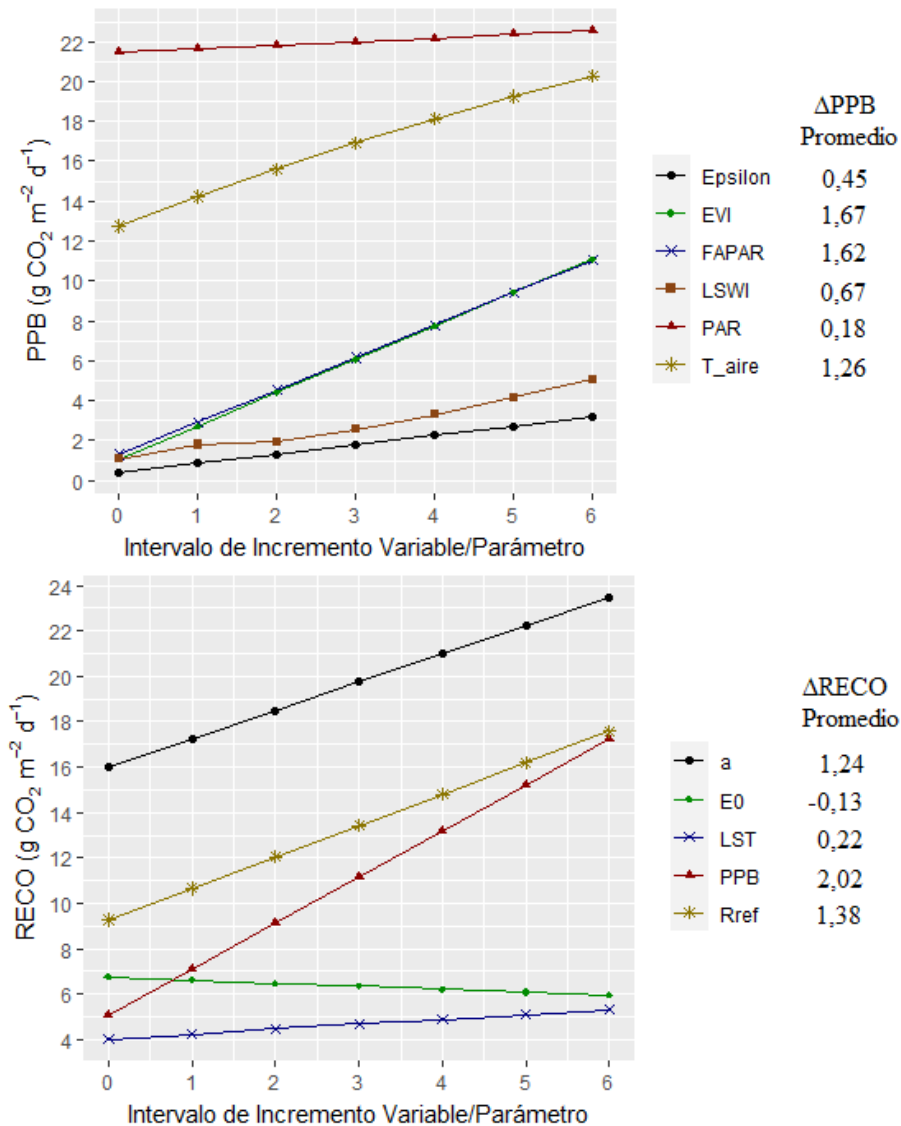 PPB (g CO₂ m⁻² d⁻¹)
22
20
18
16
14
12
10
8
6
4
2
0
0 1 2 3 4 5 6
Intervalo de Incremento Variable/Parámetro
ΔPPB
Promedio
Epsilon 0,45
EVI 1,67
FAPAR 1,62
LSWI 0,67
PAR 0,18
T_aire 1,26
RECO (g CO₂ m⁻² d⁻¹)
24
22
20
18
16
14
12
10
8
6
4
0 1 2 3 4 5 6
Intervalo de Incremento Variable/Parámetro
ΔRECO
Promedio
a 1,24
E0 -0,13
LST 0,22
PPB 2,02
Rref 1,38